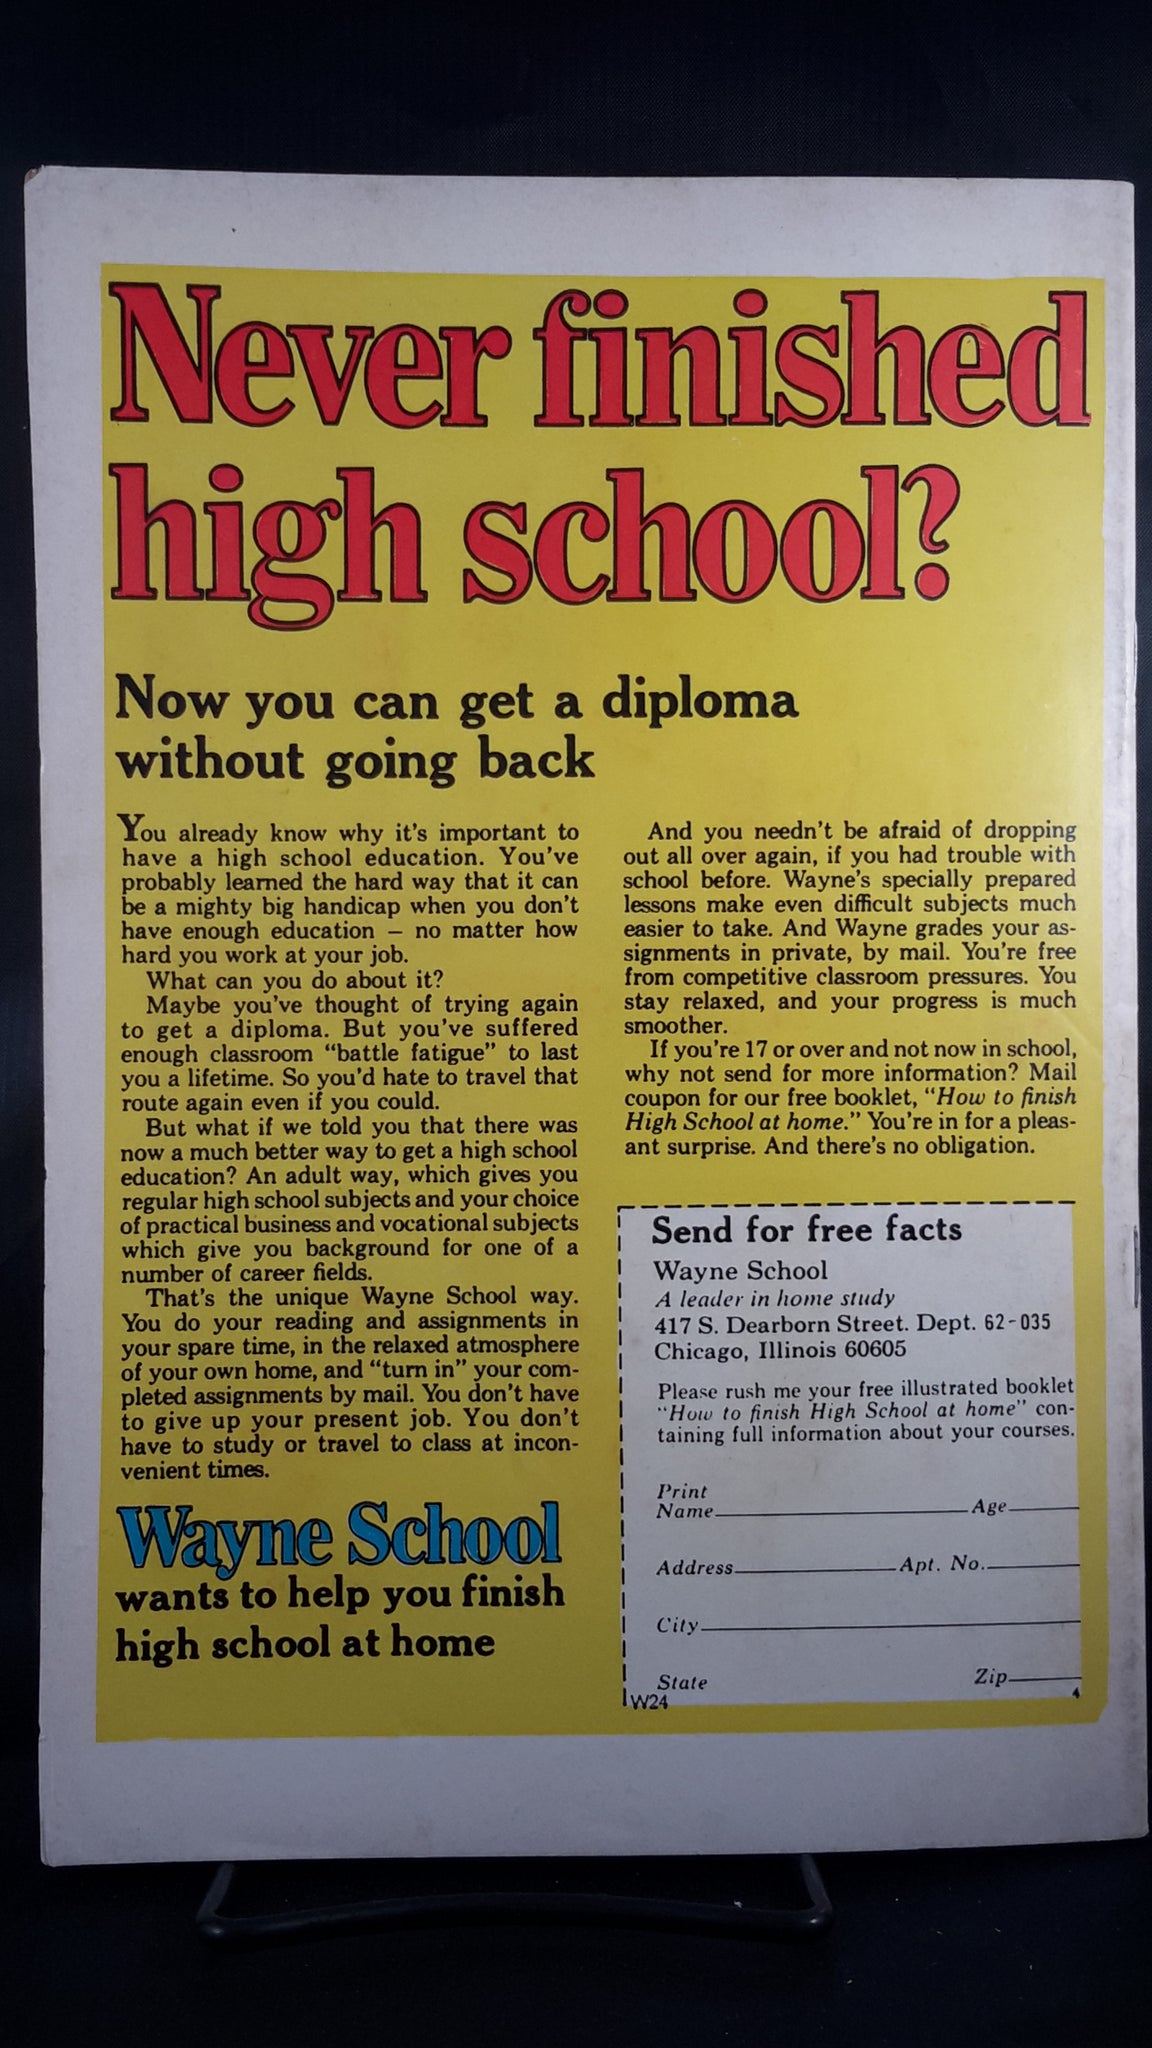 Never finished
high school?
Now you can get a diploma
without going back
You already know why it's important to
have a high school education. You've
probably learned the hard way that it can
be a mighty big handicap when you don't
have enough education – no matter how
hard you work at your job.
What can you do about it?
Maybe you've thought of trying again
to get a diploma. But you've suffered
enough classroom "battle fatigue" to last
you a lifetime. So you'd hate to travel that
route again even if you could.
But what if we told you that there was
now a much better way to get a high school
education? An adult way, which gives you
regular high school subjects and your choice
of practical business and vocational subjects
which give you background for one of a
number of career fields.
That's the unique Wayne School way.
You do your reading and assignments in
your spare time, in the relaxed atmosphere
of your own home, and "turn in" your com-
pleted assignments by mail. You don't have
to give up your present job. You don't
have to study or travel to class at incon-
venient times.
Wayne School
wants to help you finish
high school at home
And you needn't be afraid of dropping
out all over again, if you had trouble with
school before. Wayne's specially prepared
lessons make even difficult subjects much
easier to take. And Wayne grades your as-
signments in private, by mail. You're free
from competitive classroom pressures. You
stay relaxed, and your progress is much
smoother.
If you're 17 or over and not now in school,
why not send for more information? Mail
coupon for our free booklet, "How to finish
High School at home." You're in for a pleas-
ant surprise. And there's no obligation.
Send for free facts
Wayne School
A leader in home study
417 S. Dearborn Street. Dept. 62-035
Chicago, Illinois 60605
Please rush me your free illustrated booklet
"How to finish High School at home" con-
taining full information about your courses.
Print
Name Age
Address Apt. No.
City
State Zip
W24 4